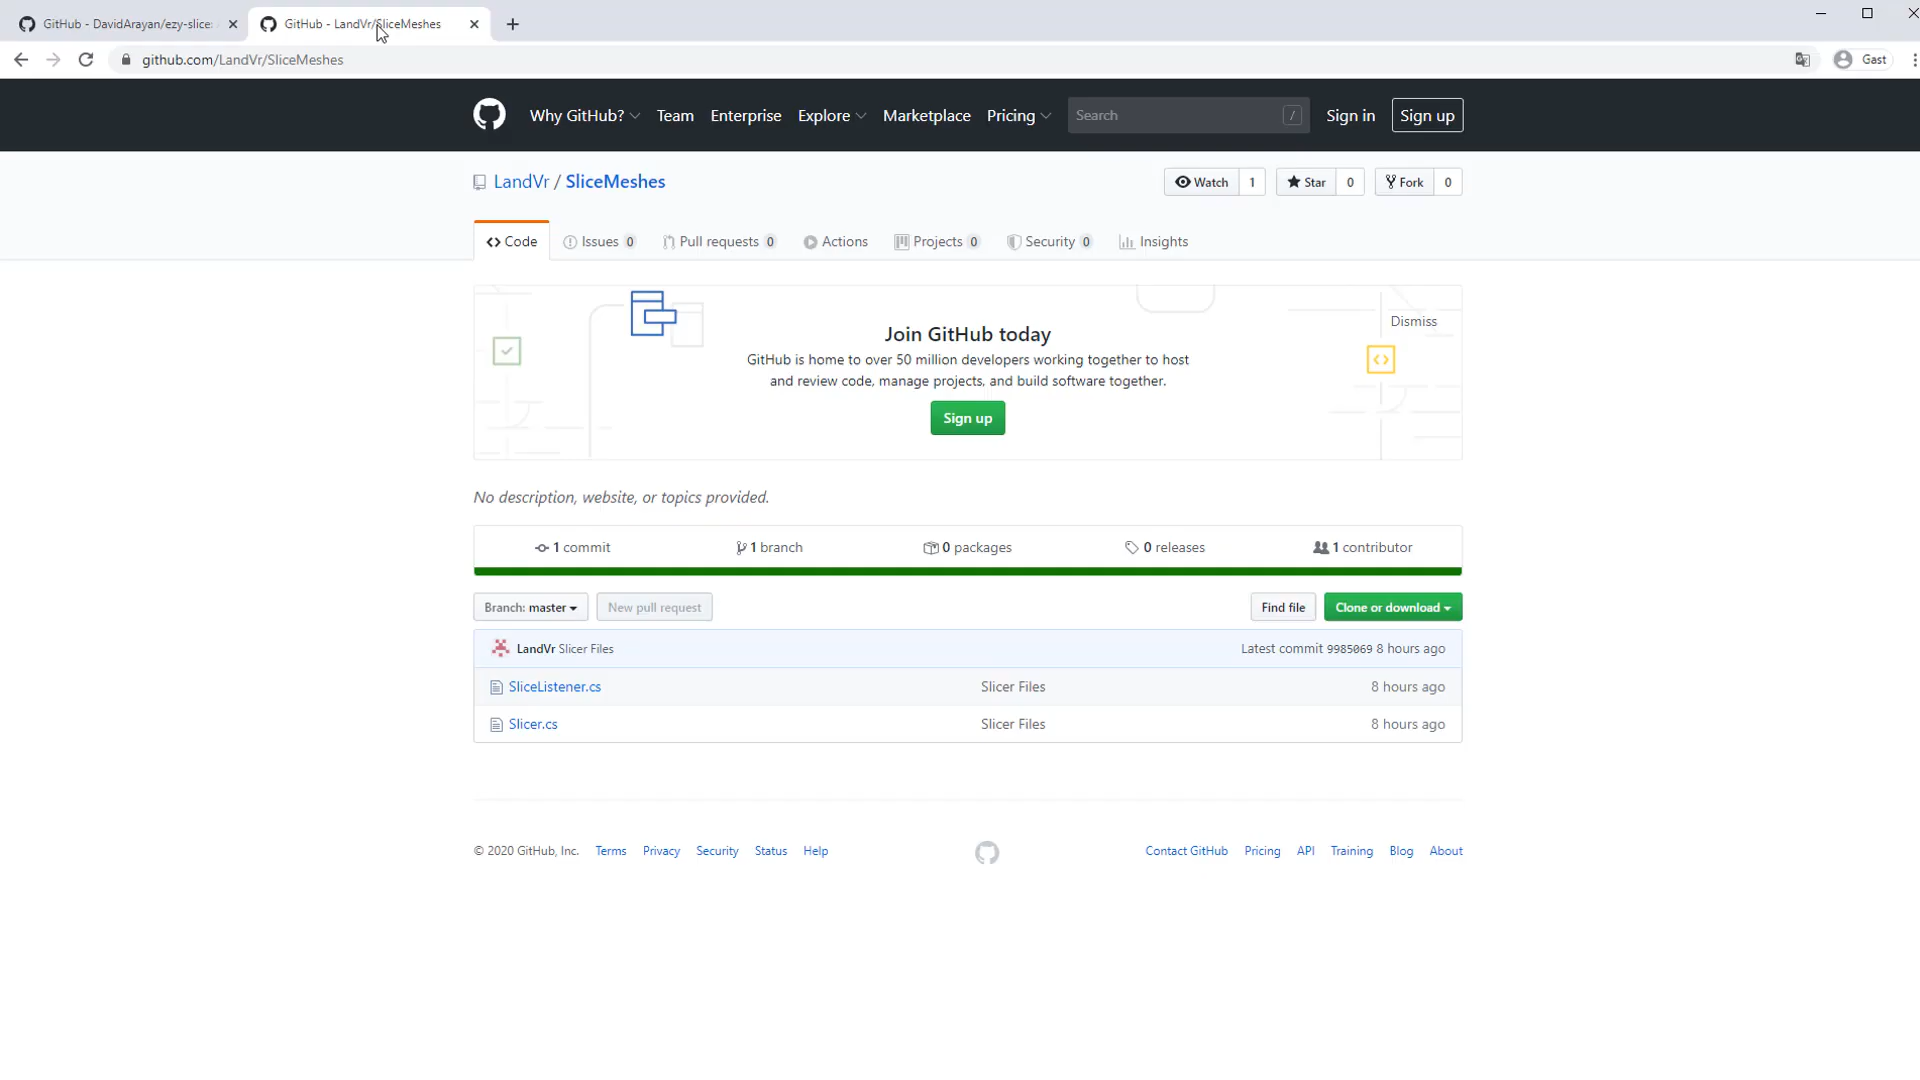 GitHub - DavidArayan/ezy-slice:
GitHub - LandVr/SliceMeshes
github.com/LandVr/SliceMeshes
Gast
Why GitHub? Team Enterprise Explore Marketplace Pricing Search / Sign in Sign up
LandVr / SliceMeshes
Watch 1 Star 0 Fork 0
Code Issues 0 Pull requests 0 Actions Projects 0 Security 0 Insights
Dismiss
Join GitHub today
GitHub is home to over 50 million developers working together to host
and review code, manage projects, and build software together.
Sign up
No description, website, or topics provided.
1 commit 1 branch 0 packages 0 releases 1 contributor
Branch: master New pull request Find file Clone or download
LandVr Slicer Files Latest commit 9985069 8 hours ago
SliceListener.cs Slicer Files 8 hours ago
Slicer.cs Slicer Files 8 hours ago
© 2020 GitHub, Inc. Terms Privacy Security Status Help Contact GitHub Pricing API Training Blog About